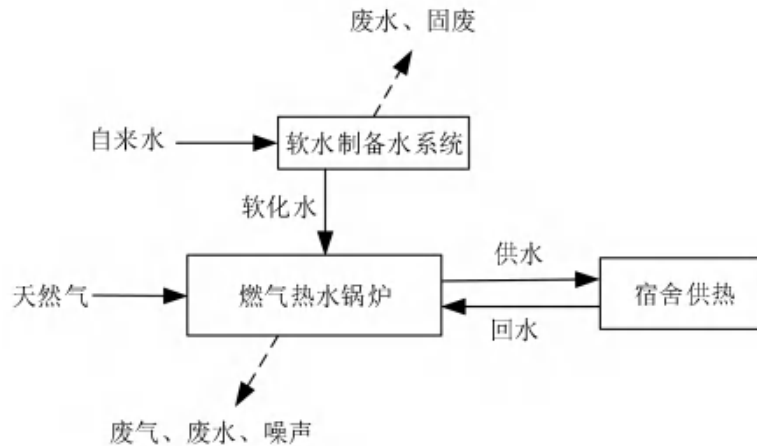 废水、固废
自来水
软水制备水系统
软化水
供水
天然气
燃气热水锅炉
宿舍供热
回水
废气、废水、噪声